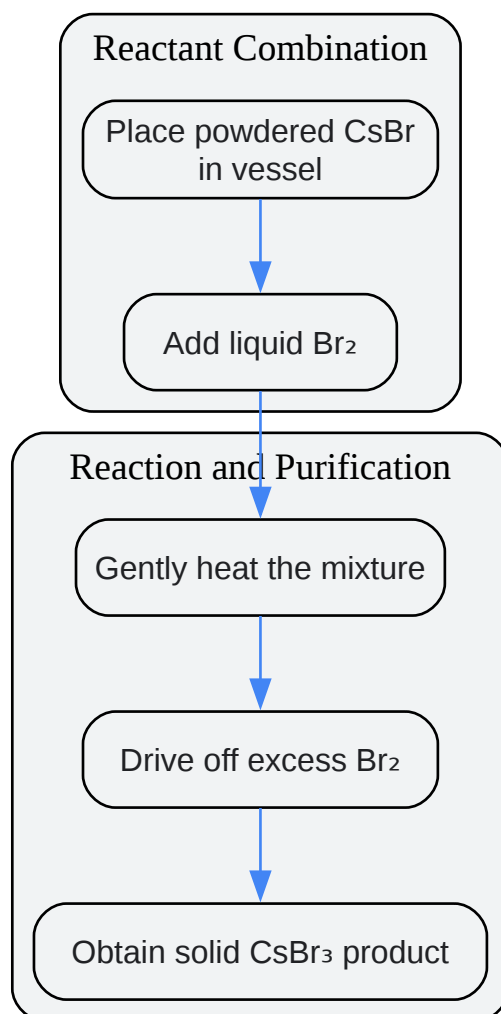 Reactant Combination
Place powdered CsBr
in vessel
Add liquid Br₂
Reaction and Purification
Gently heat the mixture
Drive off excess Br₂
Obtain solid CsBr₃ product